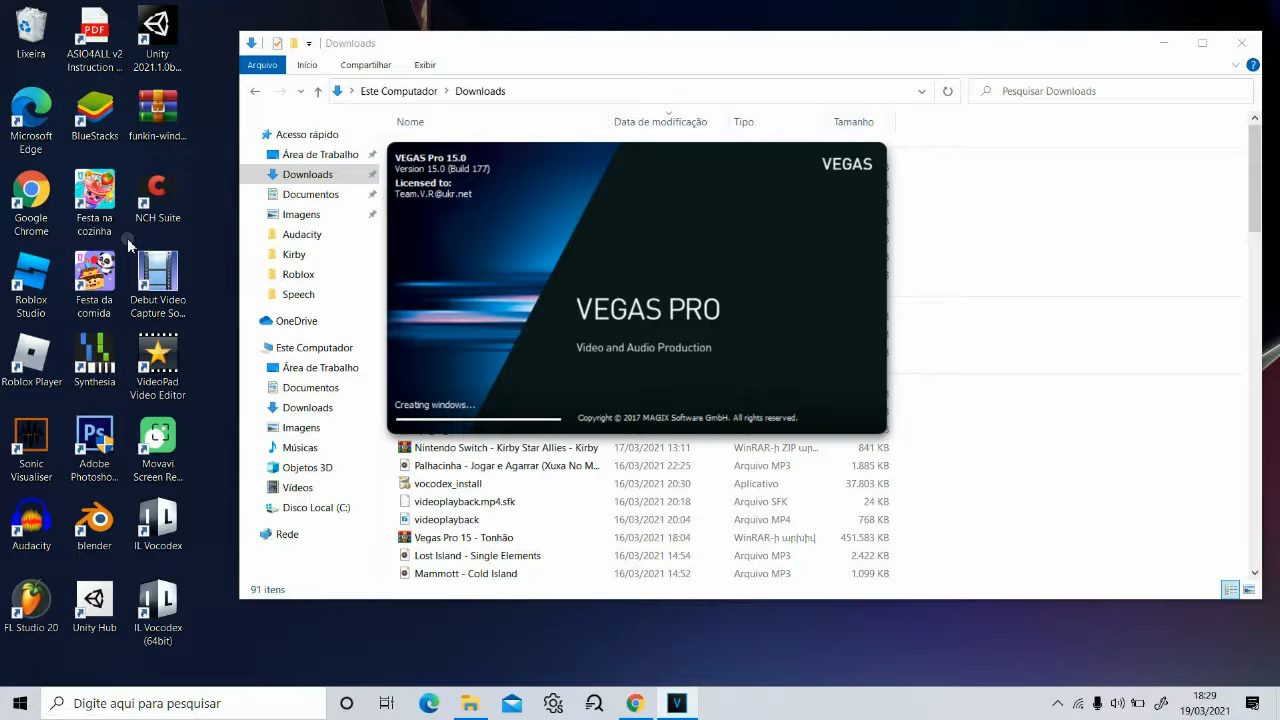 Lixeira
ASIO4ALL v2
Instruction ...
Unity
2021.1.0b...
Microsoft
Edge
BlueStacks
funkin-wind...
Google
Chrome
Festa na
cozinha
NCH Suite
Roblox
Studio
Festa da
comida
Debut Video
Capture So...
Roblox Player
Synthesia
VideoPad
Video Editor
Sonic
Visualiser
Adobe
Photosho...
Movavi
Screen Re...
Audacity
blender
IL Vocodex
FL Studio 20
Unity Hub
IL Vocodex
(64bit)
Downloads
Arquivo Início Compartilhar Exibir
Este Computador Downloads
Pesquisar Downloads
Nome Data de modificação Tipo Tamanho
Acesso rápido
Área de Trabalho
Downloads
Documentos
Imagens
Audacity
Kirby
Roblox
Speech
OneDrive
Este Computador
Área de Trabalho
Documentos
Downloads
Imagens
Músicas
Objetos 3D
Vídeos
Disco Local (C:)
Rede
VEGAS Pro 15.0
Version 15.0 (Build 177)
Licensed to:
Team.V.R@ukr.net
VEGAS
VEGAS PRO
Video and Audio Production
Creating windows...
Copyright © 2017 MAGIX Software GmbH. All rights reserved.
Nintendo Switch - Kirby Star Allies - Kirby 17/03/2021 13:11 WinRAR-ի ZIP ար... 841 KB
Palhacinha - Jogar e Agarrar (Xuxa No M... 16/03/2021 22:25 Arquivo MP3 1.885 KB
vocodex_install 16/03/2021 20:30 Aplicativo 37.803 KB
videoplayback.mp4.sfk 16/03/2021 20:18 Arquivo SFK 24 KB
videoplayback 16/03/2021 20:04 Arquivo MP4 768 KB
Vegas Pro 15 - Tonhão 16/03/2021 18:04 WinRAR-ի արխիվ 451.583 KB
Lost Island - Single Elements 16/03/2021 14:54 Arquivo MP3 2.422 KB
Mammott - Cold Island 16/03/2021 14:52 Arquivo MP3 1.099 KB
91 itens
Digite aqui para pesquisar
18:29
19/03/2021